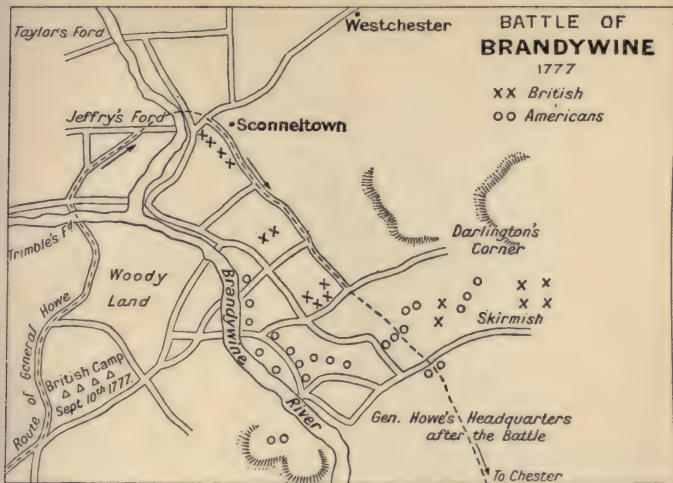 BATTLE OF
BRANDYWINE
1777
XX British
OO Americans
Taylor's Ford
Westchester
Jeffry's Ford
Sconneltown
Trimble's Fd
Darlington's
Corner
Woody
Land
Brandywine
River
Skirmish
Route of General Howe
British Camp
Sept 10th 1777.
Gen. Howe's Headquarters
after the Battle
To Chester